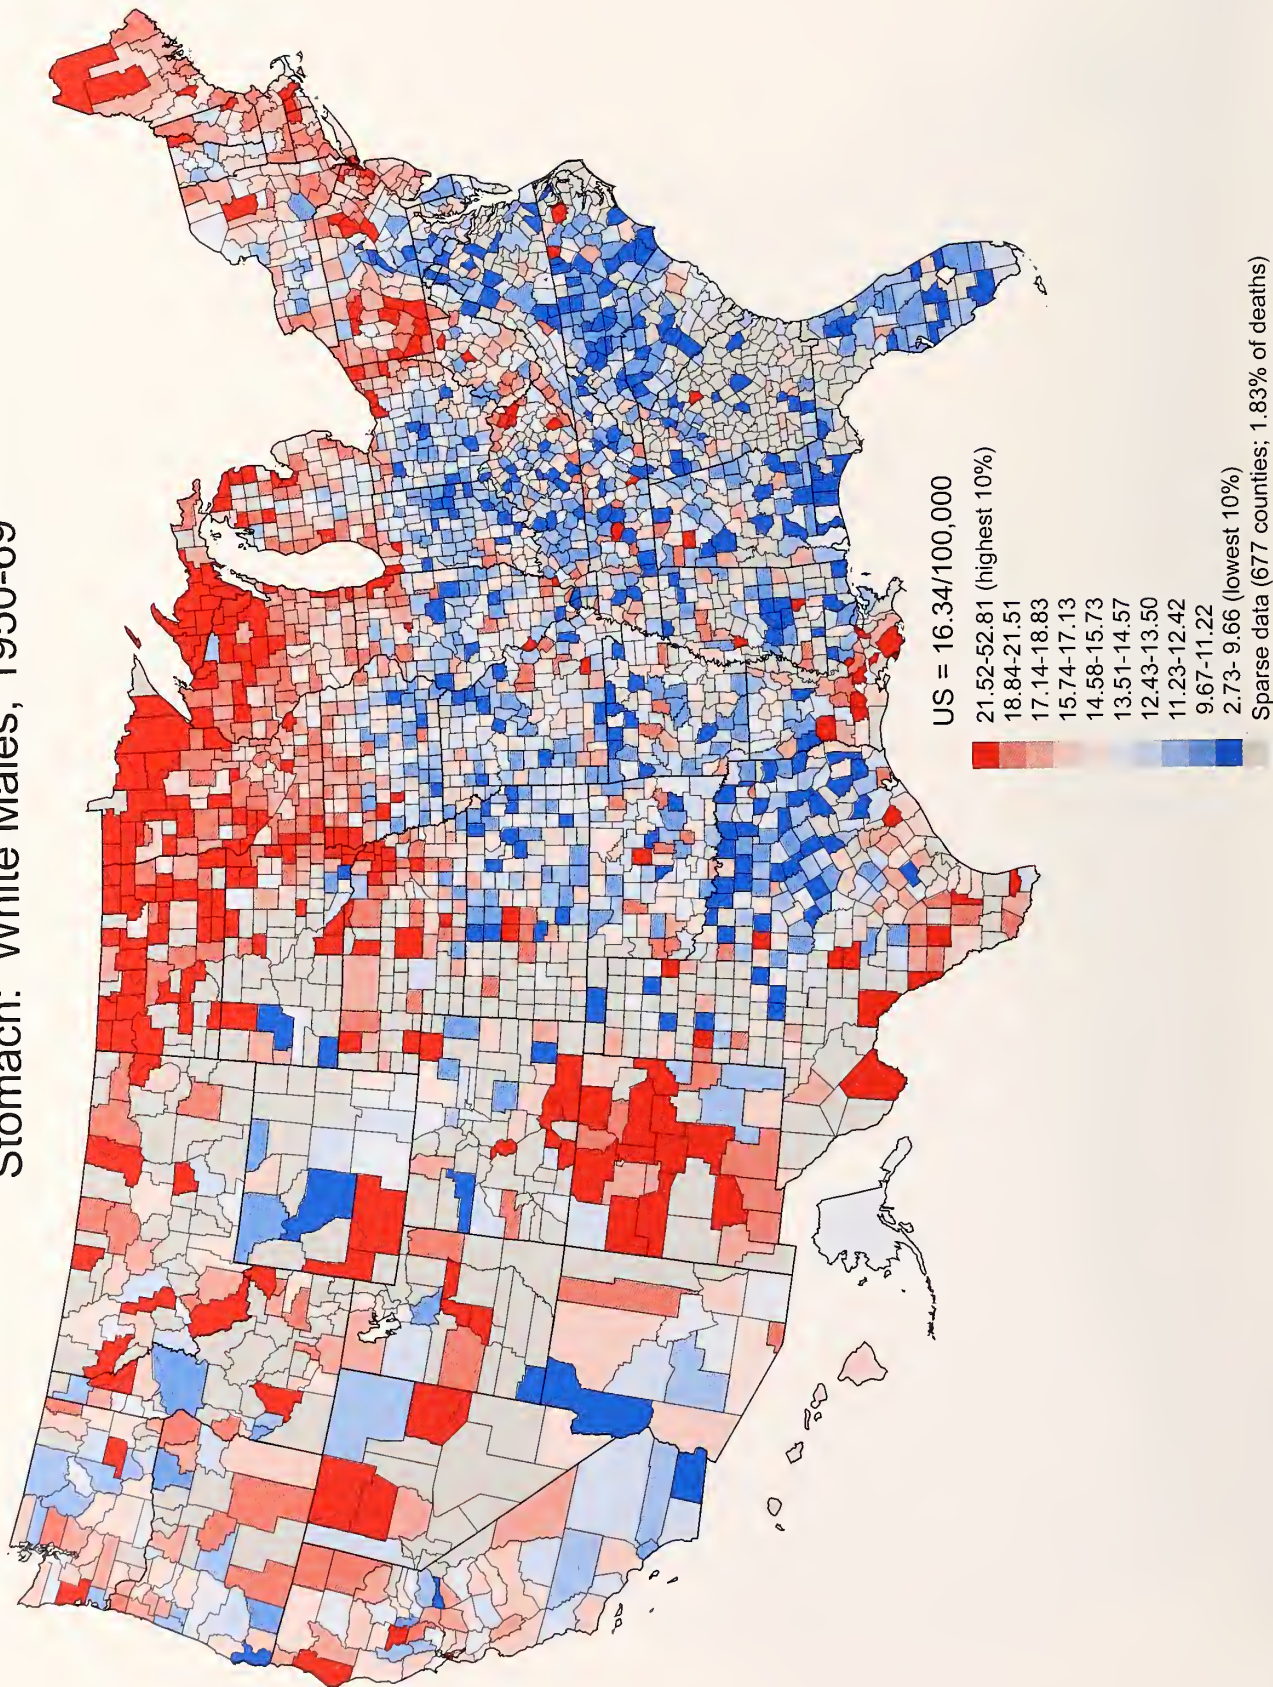 Stomach: White Males, 1950-69
US = 16.34/100,000
21.52-52.81 (highest 10%)
18.84-21.51
17.14-18.83
15.74-17.13
14.58-15.73
13.51-14.57
12.43-13.50
11.23-12.42
9.67-11.22
2.73- 9.66 (lowest 10%)
Sparse data (677 counties; 1.83% of deaths)